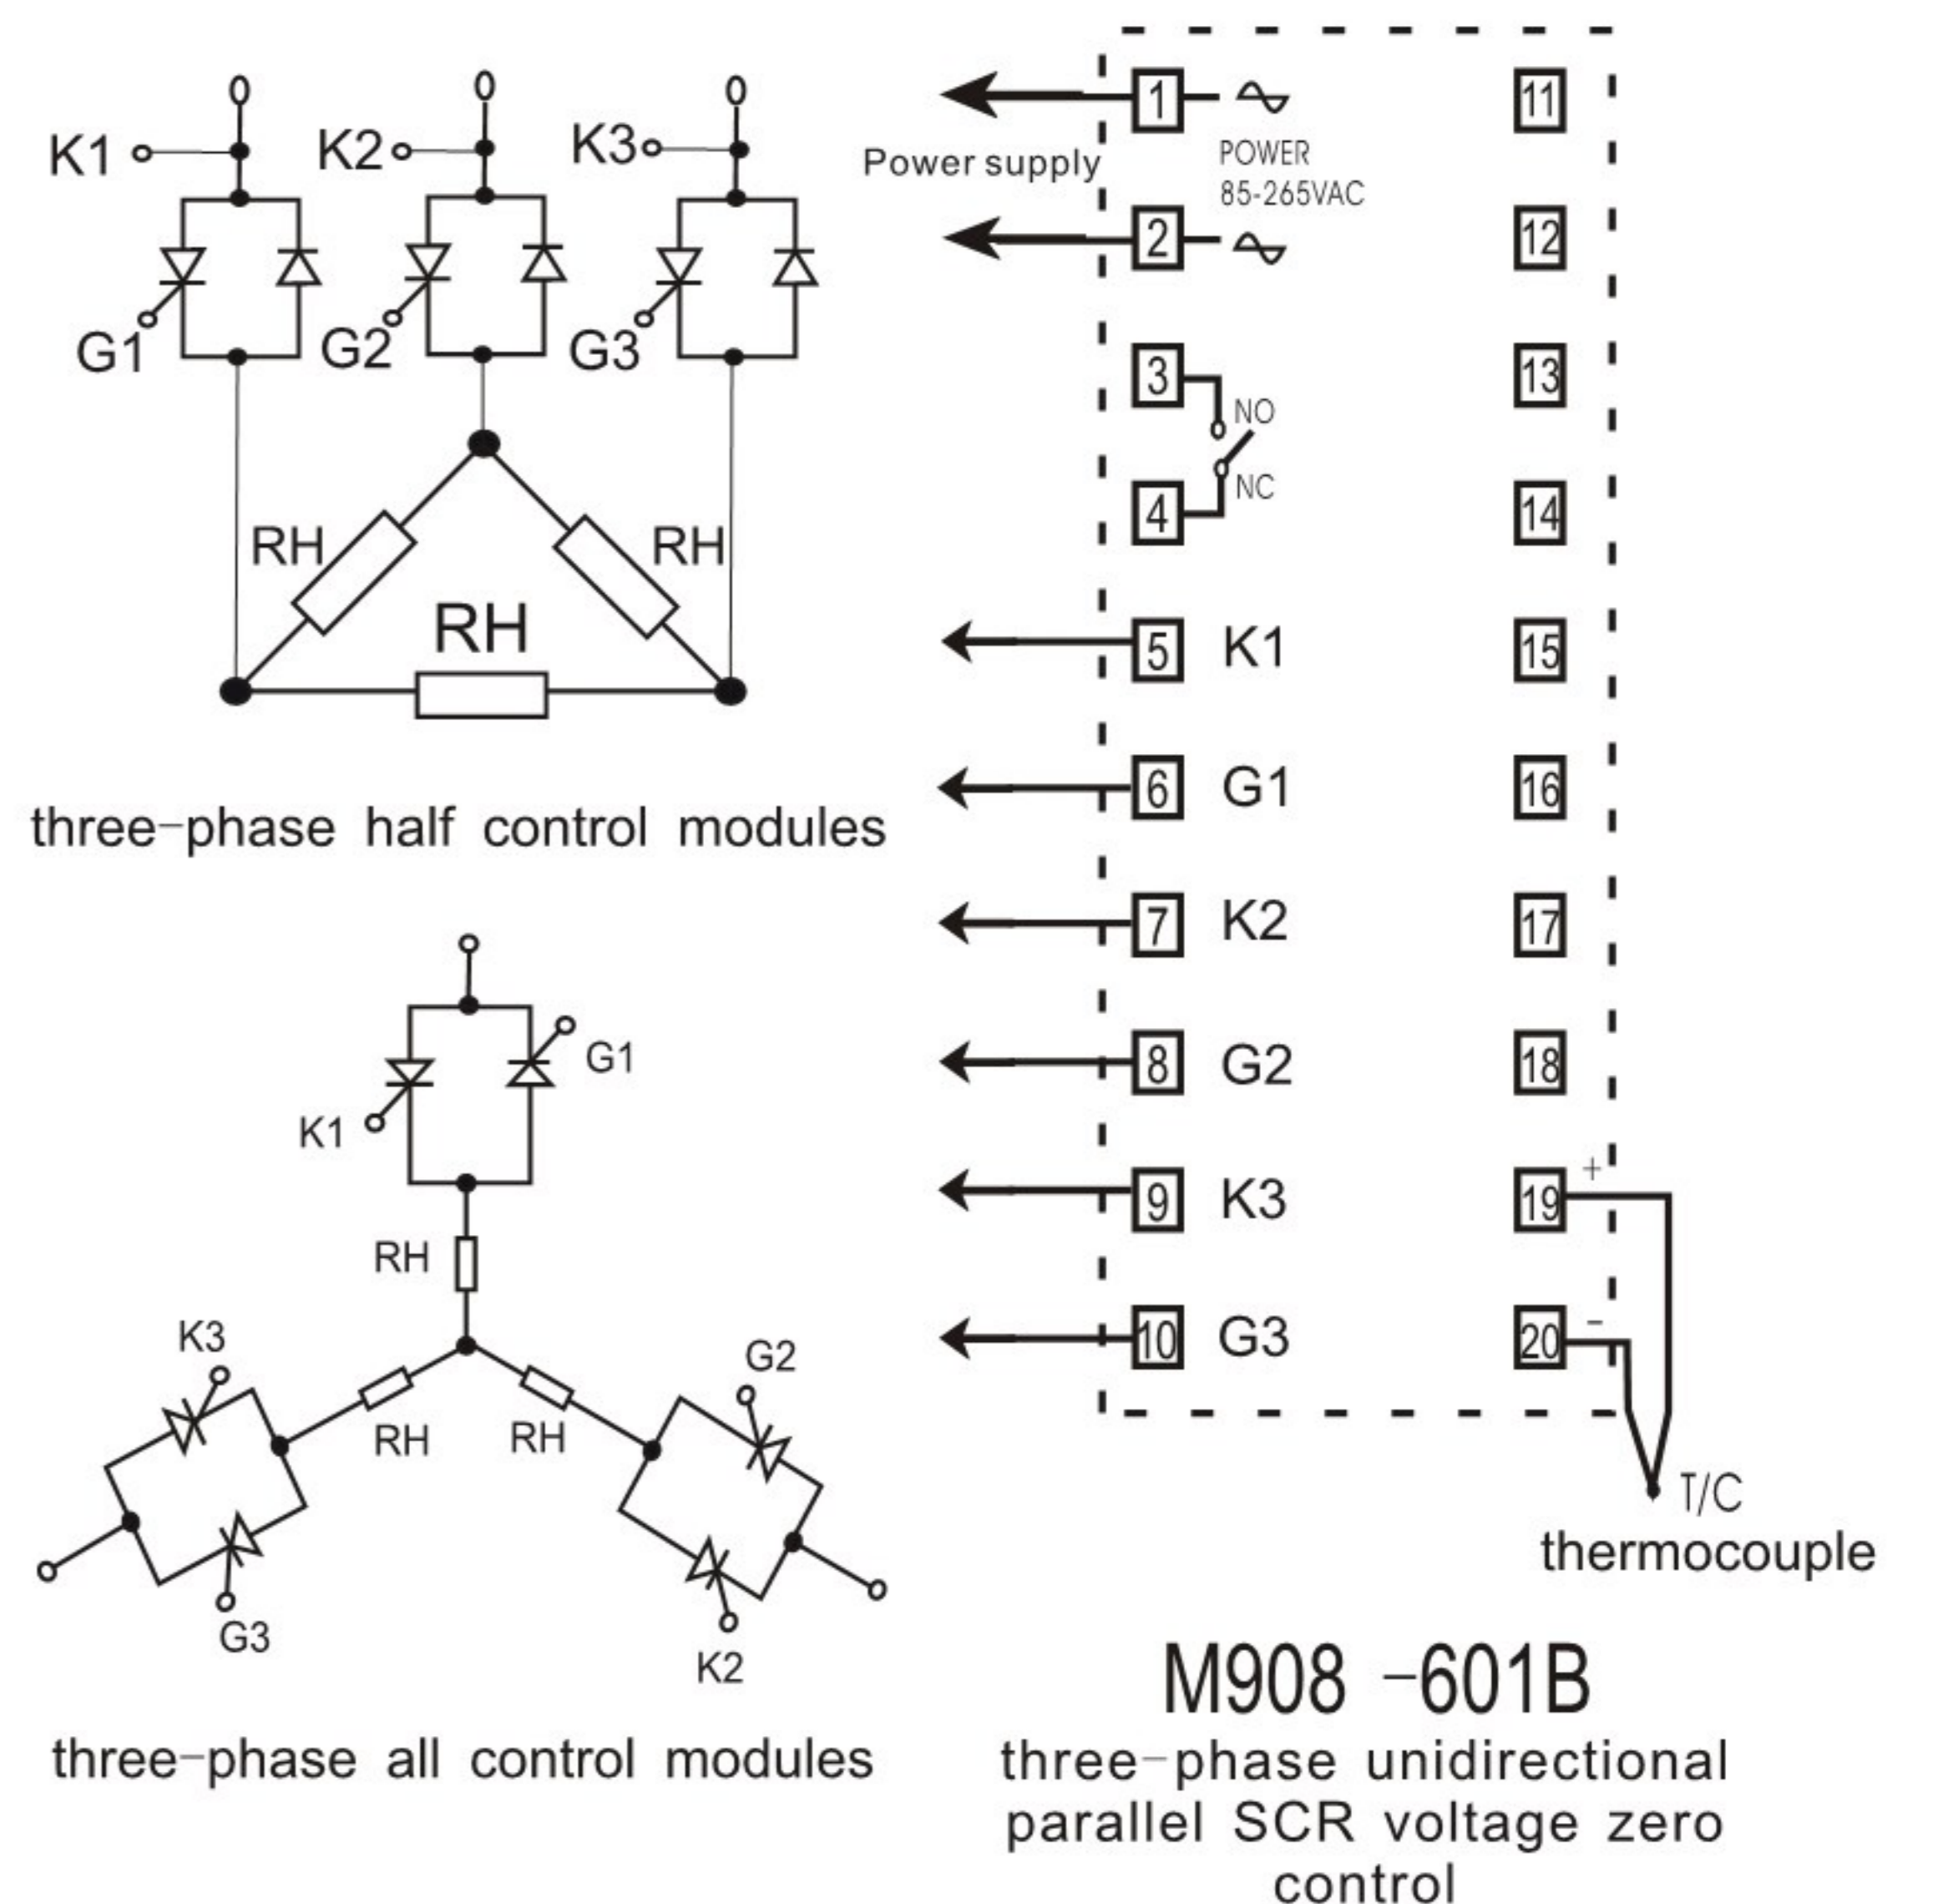 K1
K2
K3
G1
G2
G3
RH
RH
RH
three-phase half control modules
G1
K1
RH
K3
G2
RH
RH
G3
K2
three-phase all control modules
1
11
Power supply
POWER
85-265VAC
2
12
3
13
NO
NC
4
14
5 K1
15
6 G1
16
7 K2
17
8 G2
18
9 K3
+
19
10 G3
-
20
T/C
thermocouple
M908 -601B
three-phase unidirectional
parallel SCR voltage zero
control